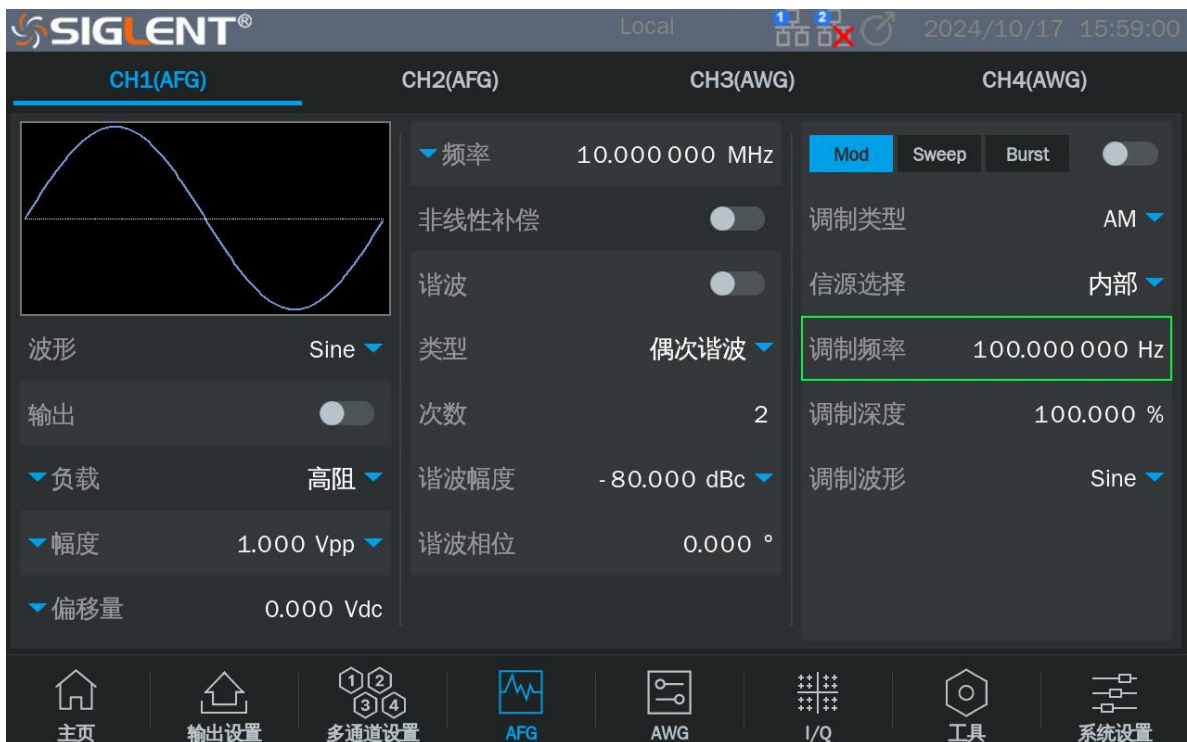 SIGLENT®
Local
1 2
2024/10/17 15:59:00
CH1(AFG) CH2(AFG) CH3(AWG) CH4(AWG)
波形 Sine
输出
负载 高阻
幅度 1.000 Vpp
偏移量 0.000 Vdc
频率 10.000 000 MHz
非线性补偿
谐波
类型 偶次谐波
次数 2
谐波幅度 -80.000 dBc
谐波相位 0.000 °
Mod Sweep Burst
调制类型 AM
信源选择 内部
调制频率 100.000 000 Hz
调制深度 100.000 %
调制波形 Sine
1 2 3 4
主页 输出设置 多通道设置 AFG AWG I/Q 工具 系统设置